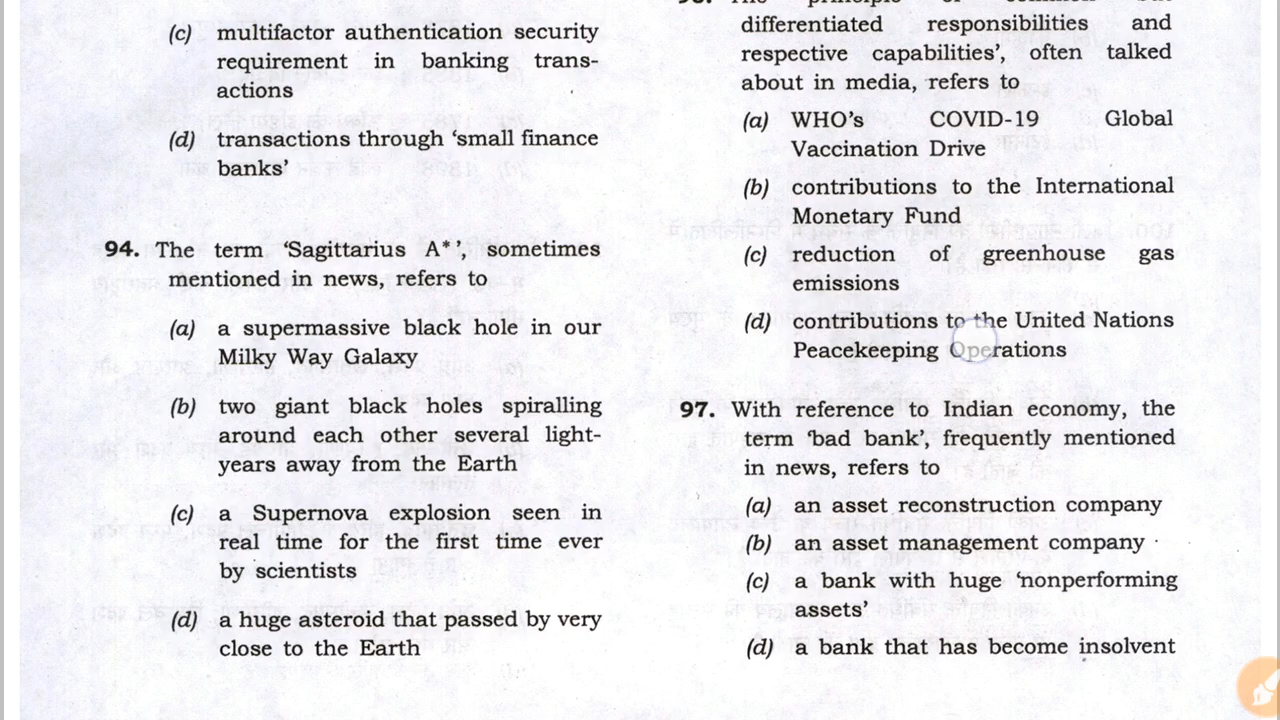 (c) multifactor authentication security
requirement in banking trans-
actions
(d) transactions through ‘small finance
banks’
94. The term ‘Sagittarius A*’, sometimes
mentioned in news, refers to
(a) a supermassive black hole in our
Milky Way Galaxy
(b) two giant black holes spiralling
around each other several light-
years away from the Earth
(c) a Supernova explosion seen in
real time for the first time ever
by scientists
(d) a huge asteroid that passed by very
close to the Earth
differentiated responsibilities and
respective capabilities’, often talked
about in media, refers to
(a) WHO’s COVID-19 Global
Vaccination Drive
(b) contributions to the International
Monetary Fund
(c) reduction of greenhouse gas
emissions
(d) contributions to the United Nations
Peacekeeping Operations
97. With reference to Indian economy, the
term ‘bad bank’, frequently mentioned
in news, refers to
(a) an asset reconstruction company
(b) an asset management company
(c) a bank with huge ‘nonperforming
assets’
(d) a bank that has become insolvent